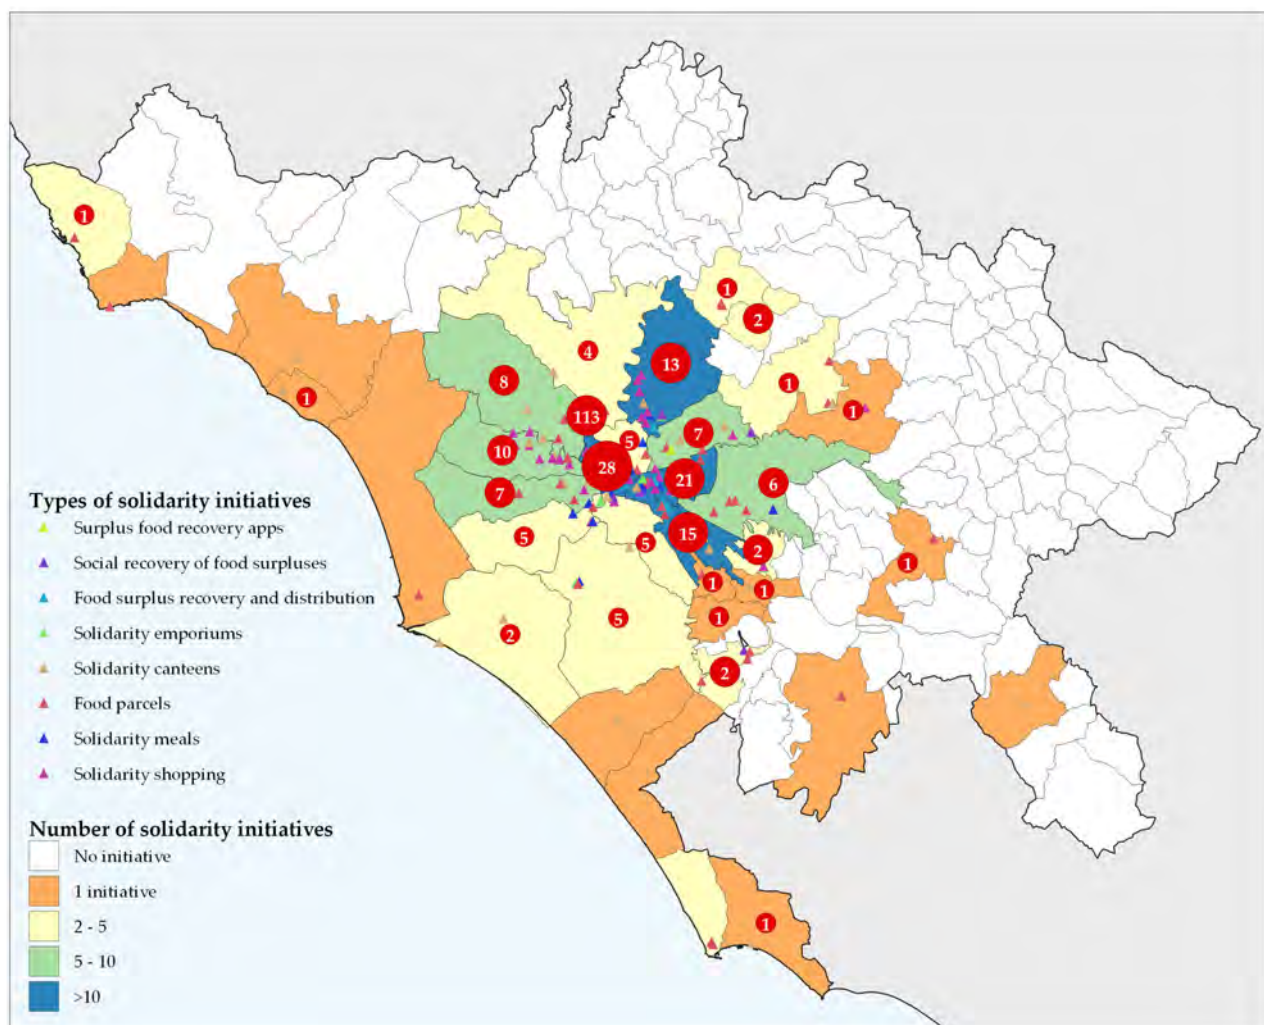 1
1
2
4
13
8
1
1
1
113
5
7
10
28
21
6
7
Types of solidarity initiatives
Surplus food recovery apps
Social recovery of food surpluses
Food surplus recovery and distribution
Solidarity emporiums
Solidarity canteens
Food parcels
Solidarity meals
Solidarity shopping
5
5
15
2
1
1
1
1
5
2
2
Number of solidarity initiatives
No initiative
1 initiative
2 - 5
5 - 10
>10
1